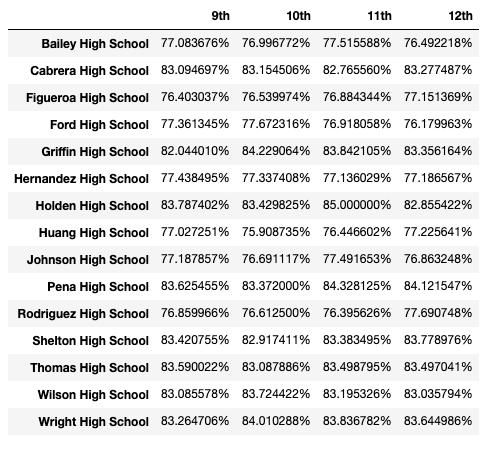 9th 10th 11th 12th
Bailey High School 77.083676% 76.996772% 77.515588% 76.492218%
Cabrera High School 83.094697% 83.154506% 82.765560% 83.277487%
Figueroa High School 76.403037% 76.539974% 76.884344% 77.151369%
Ford High School 77.361345% 77.672316% 76.918058% 76.179963%
Griffin High School 82.044010% 84.229064% 83.842105% 83.356164%
Hernandez High School 77.438495% 77.337408% 77.136029% 77.186567%
Holden High School 83.787402% 83.429825% 85.000000% 82.855422%
Huang High School 77.027251% 75.908735% 76.446602% 77.225641%
Johnson High School 77.187857% 76.691117% 77.491653% 76.863248%
Pena High School 83.625455% 83.372000% 84.328125% 84.121547%
Rodriguez High School 76.859966% 76.612500% 76.395626% 77.690748%
Shelton High School 83.420755% 82.917411% 83.383495% 83.778976%
Thomas High School 83.590022% 83.087886% 83.498795% 83.497041%
Wilson High School 83.085578% 83.724422% 83.195326% 83.035794%
Wright High School 83.264706% 84.010288% 83.836782% 83.644986%